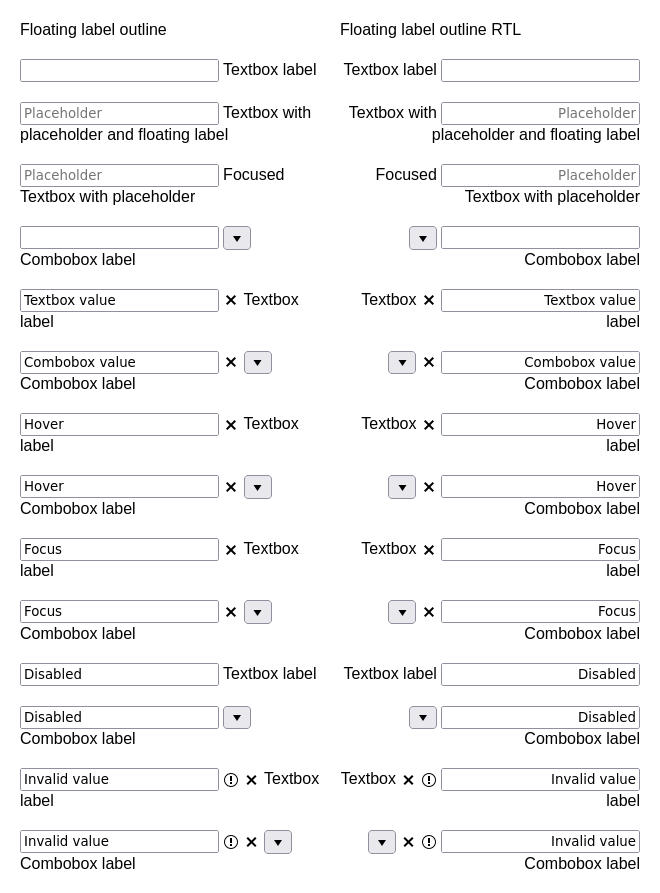 Floating label outline
Textbox label
Placeholder Textbox with
placeholder and floating label
Placeholder Focused
Textbox with placeholder
Combobox label
Textbox value Textbox
label
Combobox value
Combobox label
Hover Textbox
label
Hover
Combobox label
Focus Textbox
label
Focus
Combobox label
Disabled Textbox label
Disabled
Combobox label
Invalid value Textbox
label
Invalid value
Combobox label
Floating label outline RTL
Textbox label
Textbox with Placeholder
placeholder and floating label
Focused Placeholder
Textbox with placeholder
Combobox label
Textbox Textbox value
label
Combobox value
Combobox label
Textbox Hover
label
Hover
Combobox label
Textbox Focus
label
Focus
Combobox label
Textbox label Disabled
Disabled
Combobox label
Textbox Invalid value
label
Invalid value
Combobox label